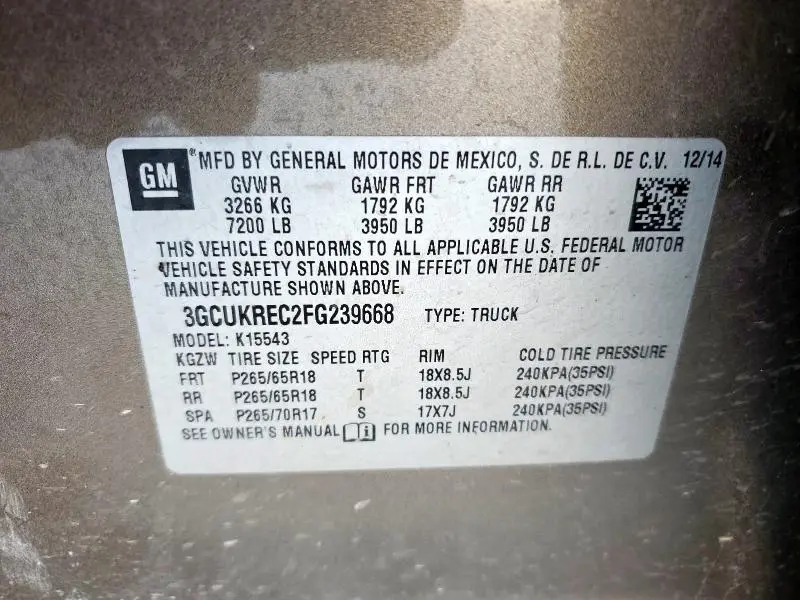 GM ® MFD BY GENERAL MOTORS DE MEXICO, S. DE R.L. DE C.V. 12/14
GVWR GAWR FRT GAWR RR
3266 KG 1792 KG 1792 KG
7200 LB 3950 LB 3950 LB
THIS VEHICLE CONFORMS TO ALL APPLICABLE U.S. FEDERAL MOTOR
VEHICLE SAFETY STANDARDS IN EFFECT ON THE DATE OF
MANUFACTURE SHOWN ABOVE.
3GCUKREC2FG239668 TYPE: TRUCK
MODEL: K15543
KGZW TIRE SIZE SPEED RTG RIM COLD TIRE PRESSURE
FRT P265/65R18 T 18X8.5J 240KPA(35PSI)
RR P265/65R18 T 18X8.5J 240KPA(35PSI)
SPA P265/70R17 S 17X7J 240KPA(35PSI)
SEE OWNER'S MANUAL i FOR MORE INFORMATION.